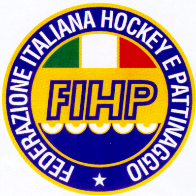 FEDERAZIONE ITALIANA HOCKEY E PATTINAGGIO
FIHP